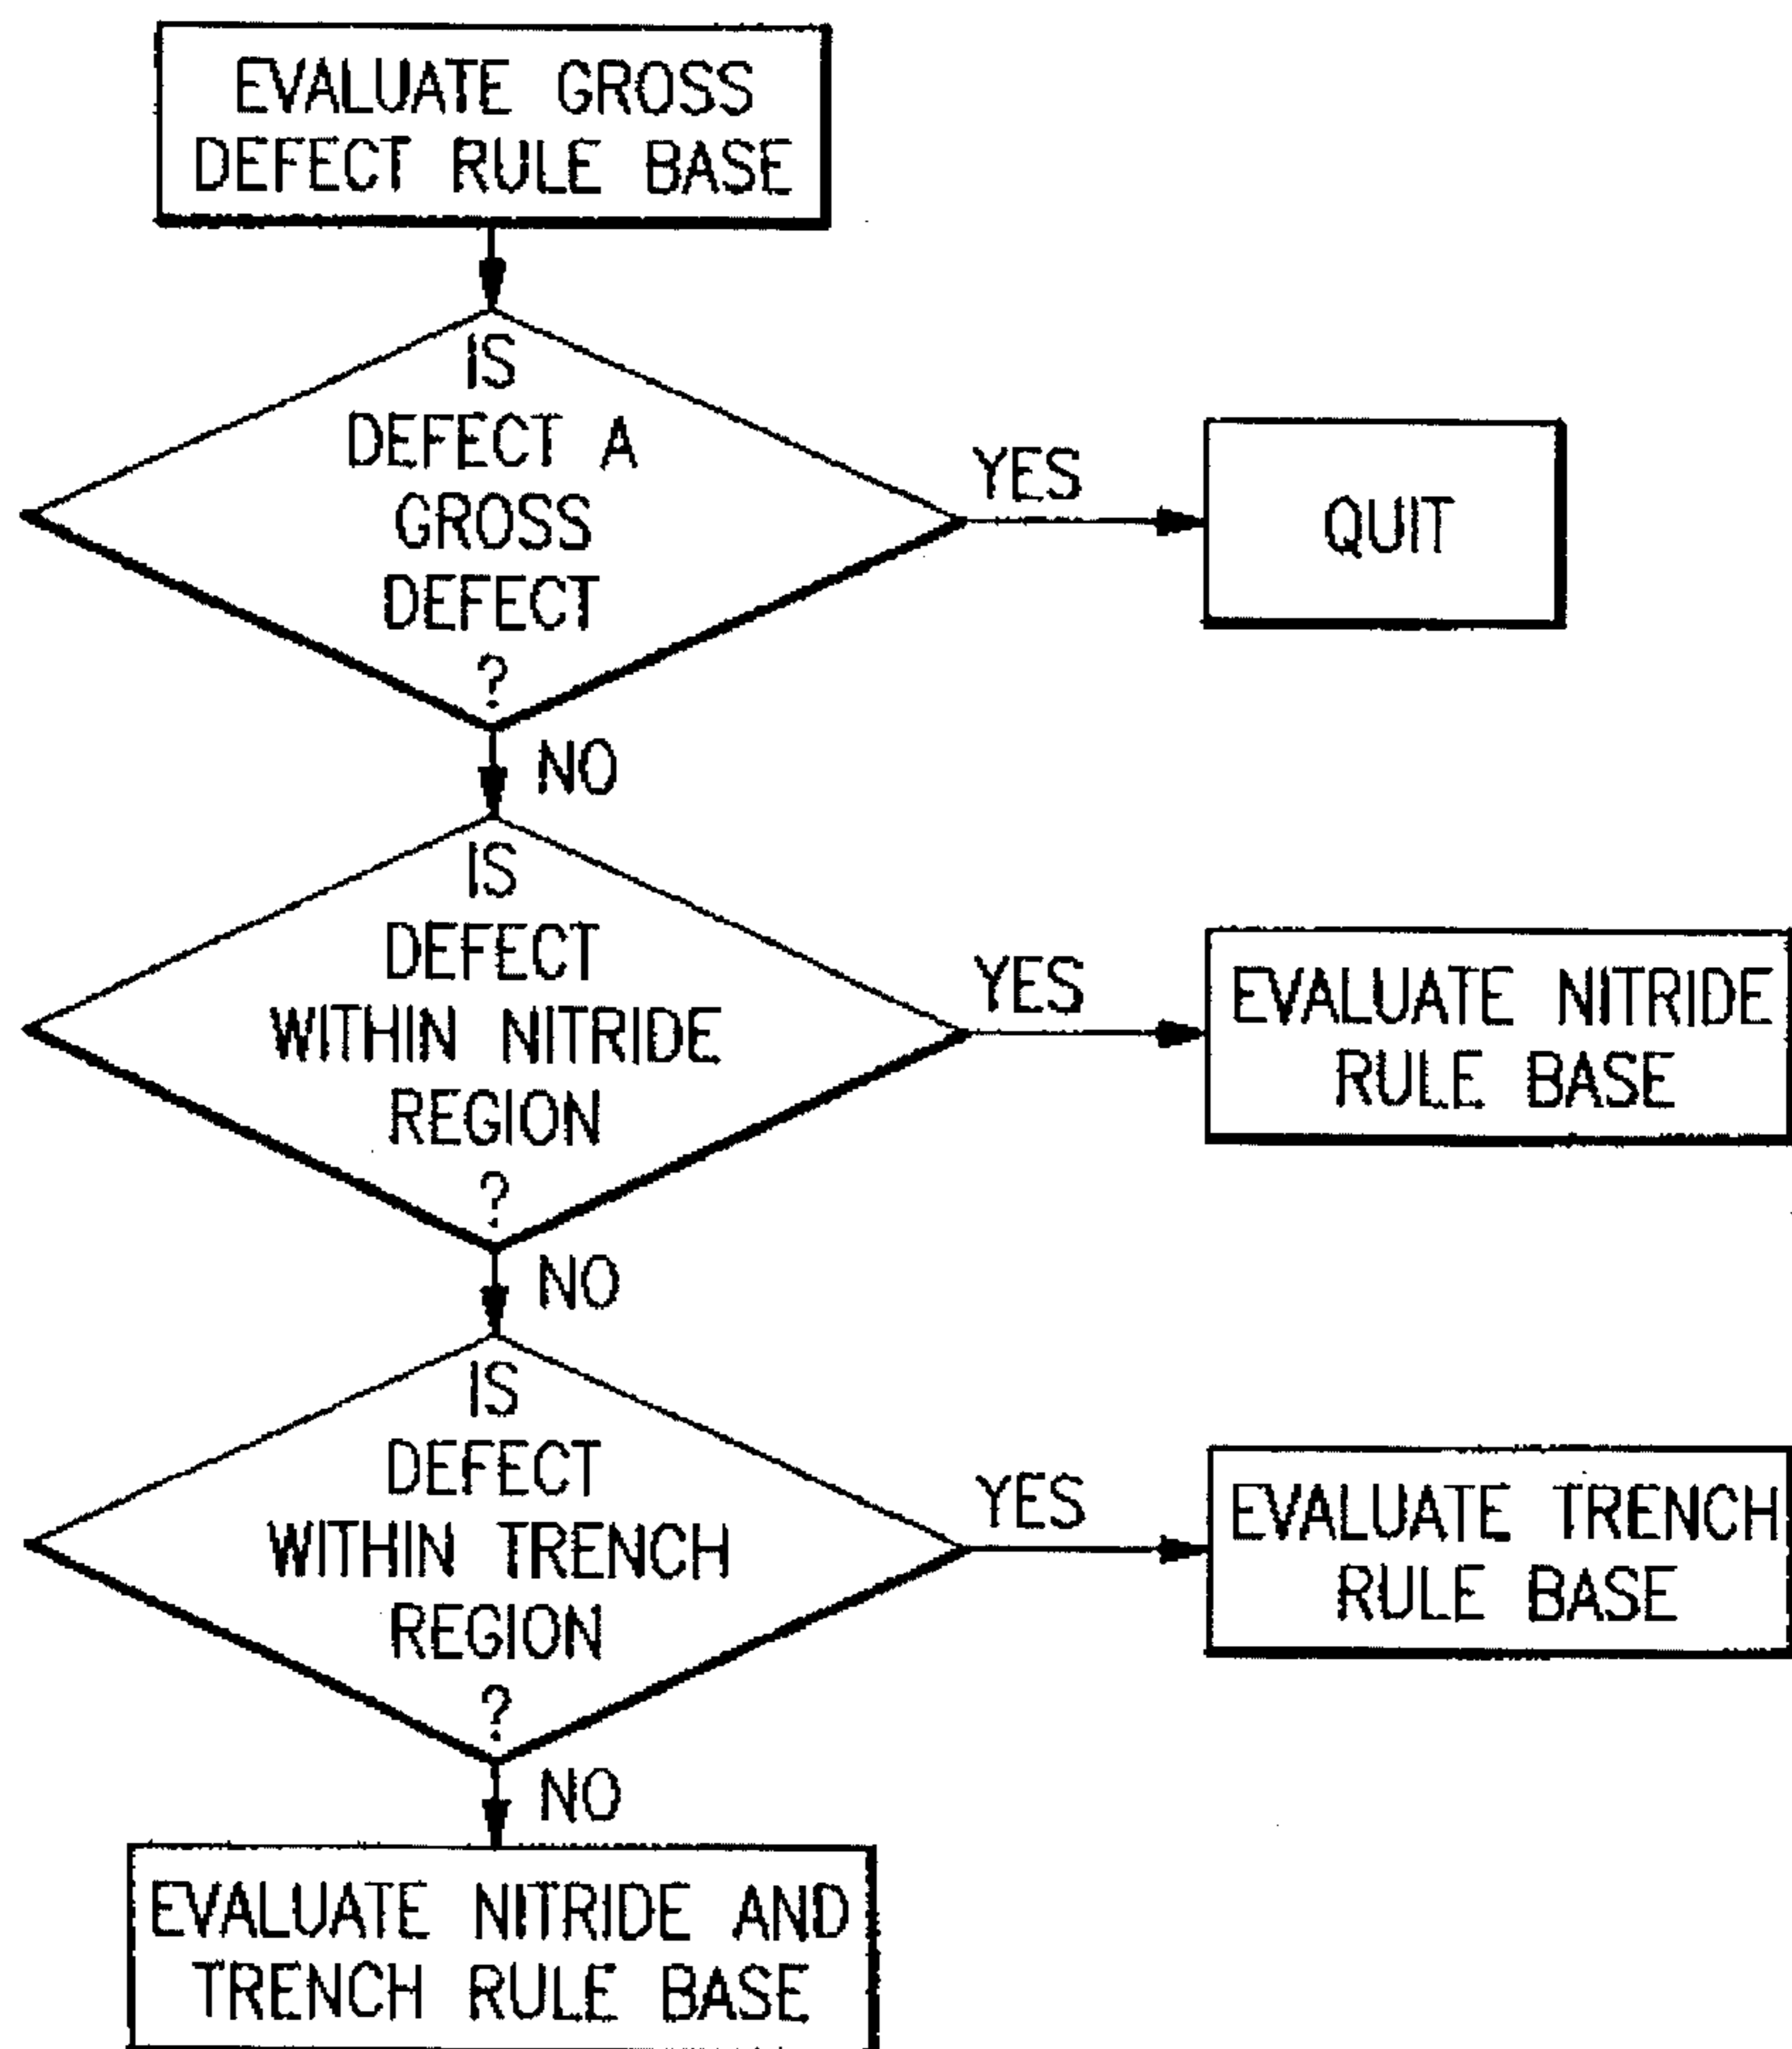 EVALUATE GROSS
DEFECT RULE BASE
IS
DEFECT A
GROSS
DEFECT
?
YES
QUIT
NO
IS
DEFECT
WITHIN NITRIDE
REGION
?
YES
EVALUATE NITRIDE
RULE BASE
NO
IS
DEFECT
WITHIN TRENCH
REGION
?
YES
EVALUATE TRENCH
RULE BASE
NO
EVALUATE NITRIDE AND
TRENCH RULE BASE